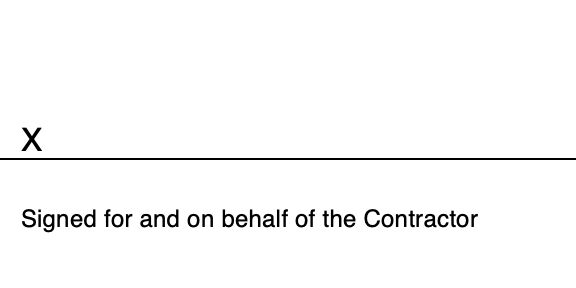 X
Signed for and on behalf of the Contractor